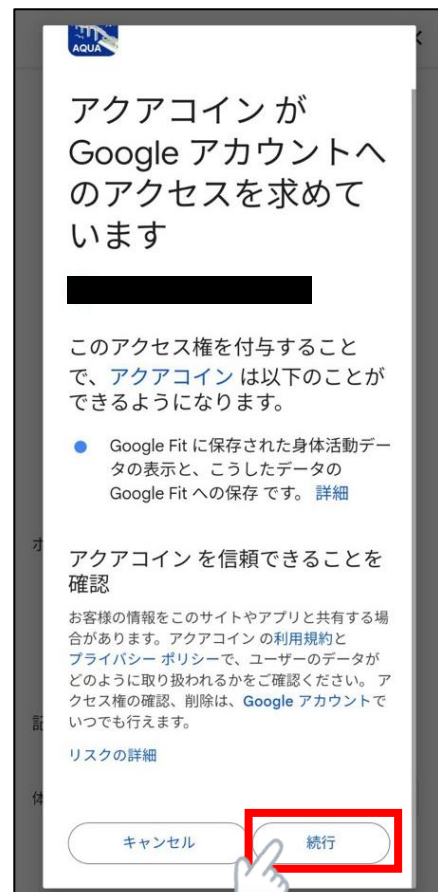 AQUA
アクアコイン が
Google アカウントへ
のアクセスを求めて
います
このアクセス権を付与すること
で、アクアコイン は以下のことが
できるようになります。
Google Fit に保存された身体活動デー
タの表示と、こうしたデータの
Google Fit への保存 です。 詳細
アクアコイン を信頼できることを
確認
お客様の情報をこのサイトやアプリと共有する場
合があります。アクアコイン の利用規約と
プライバシー ポリシーで、ユーザーのデータが
どのように取り扱われるかをご確認ください。 ア
クセス権の確認、削除は、Google アカウントで
いつでも行えます。
リスクの詳細
キャンセル 続行